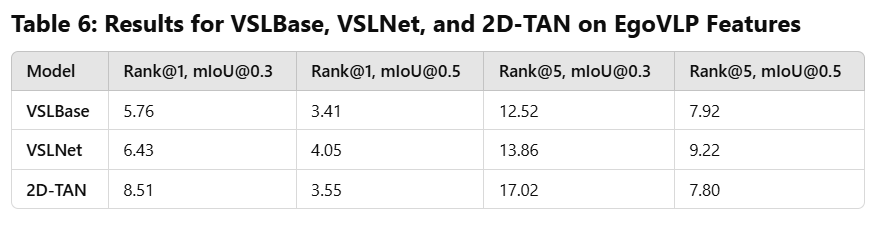 Table 6: Results for VSLBase, VSLNet, and 2D-TAN on EgoVLP Features
Model Rank@1, mIoU@0.3 Rank@1, mIoU@0.5 Rank@5, mIoU@0.3 Rank@5, mIoU@0.5
VSLBase 5.76 3.41 12.52 7.92
VSLNet 6.43 4.05 13.86 9.22
2D-TAN 8.51 3.55 17.02 7.80